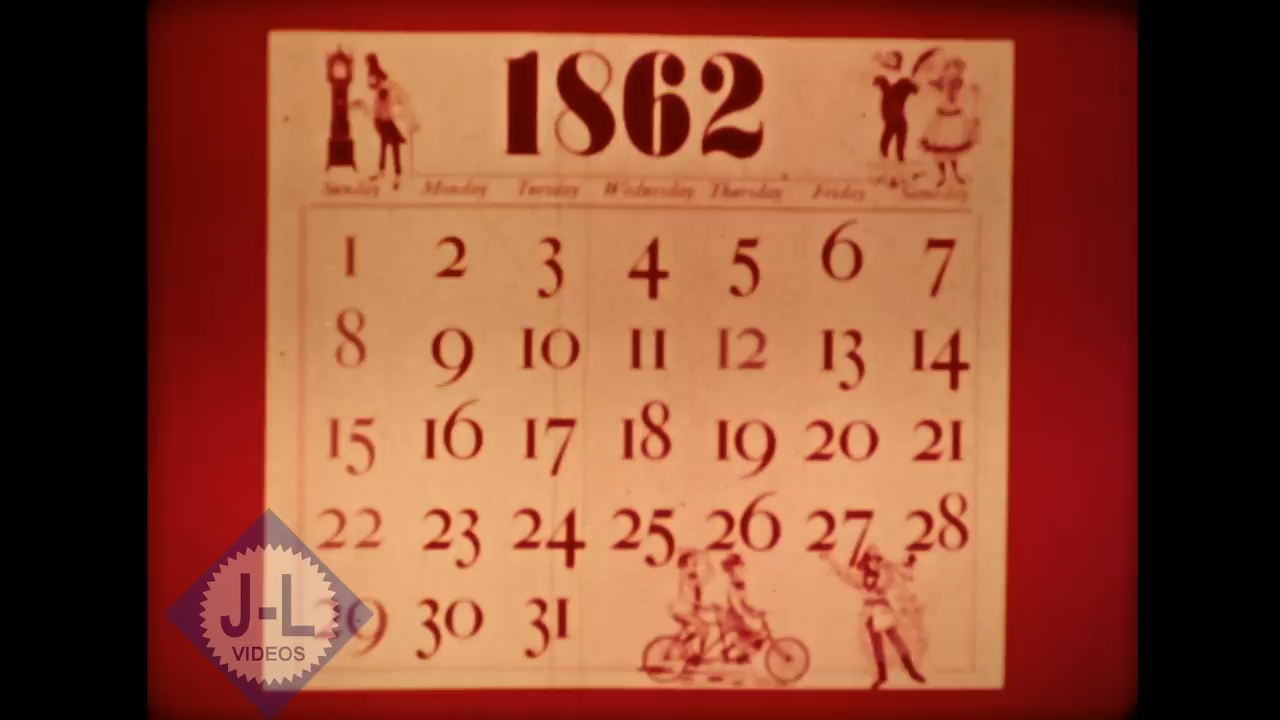 1862
Sunday Monday Tuesday Wednesday Thursday Friday Saturday
1 2 3 4 5 6 7
8 9 10 11 12 13 14
15 16 17 18 19 20 21
22 23 24 25 26 27 28
29 30 31
J-L
VIDEOS